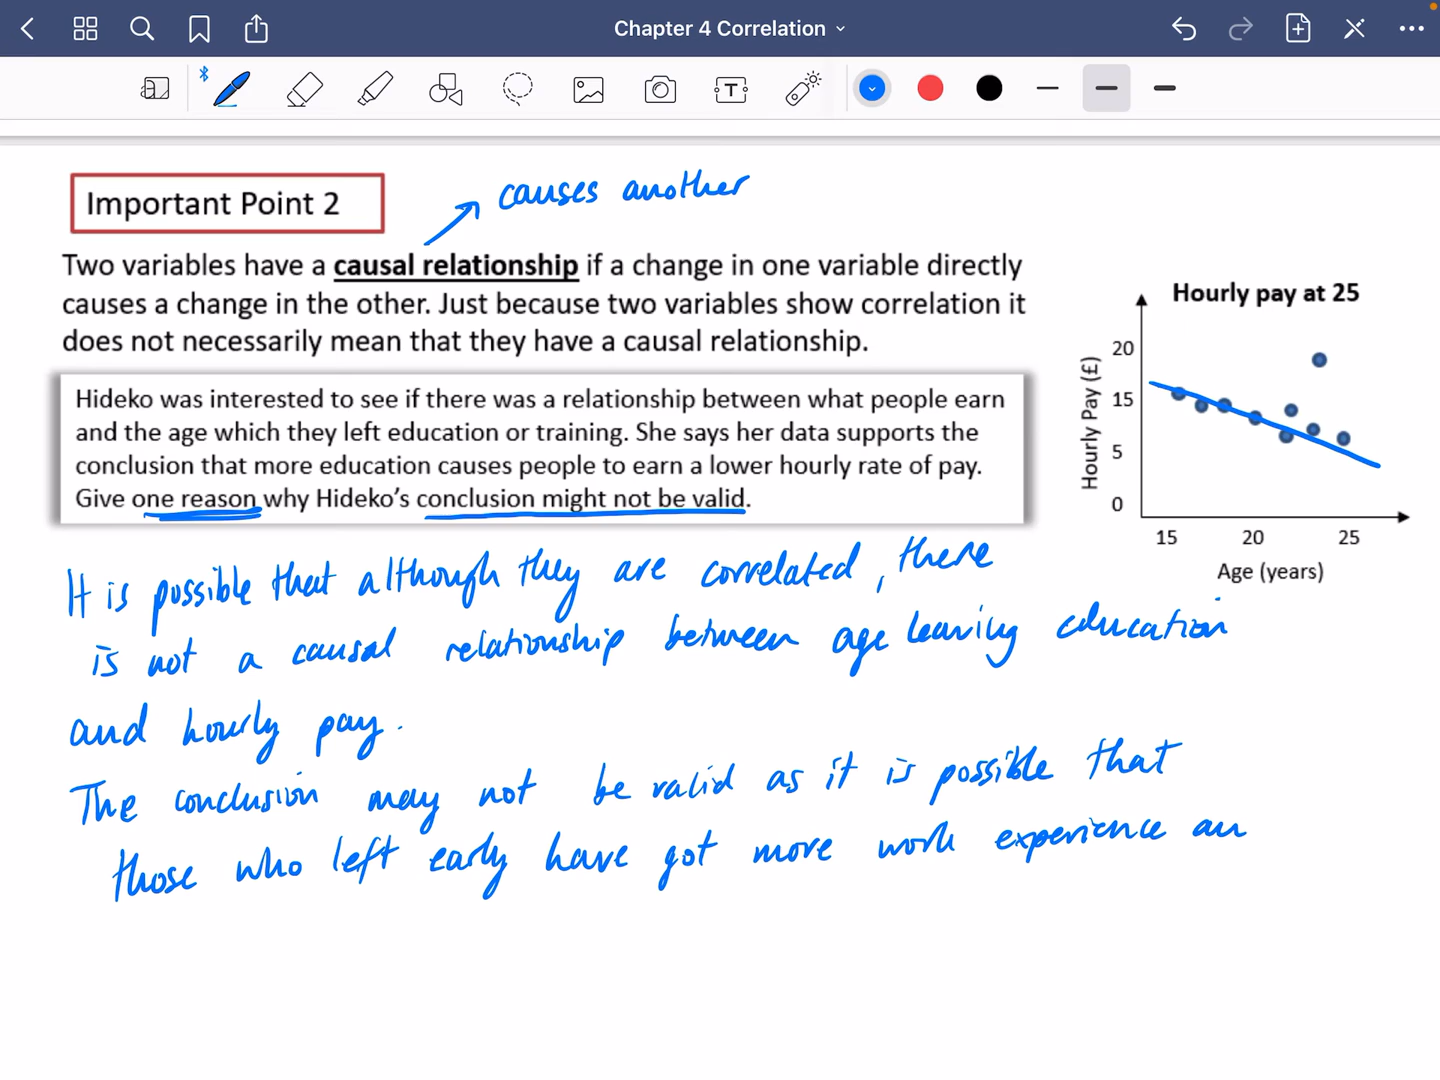 Chapter 4 Correlation
T
Important Point 2
causes another
Two variables have a causal relationship if a change in one variable directly
causes a change in the other. Just because two variables show correlation it
does not necessarily mean that they have a causal relationship.
Hideko was interested to see if there was a relationship between what people earn
and the age which they left education or training. She says her data supports the
conclusion that more education causes people to earn a lower hourly rate of pay.
Give one reason why Hideko's conclusion might not be valid.
Hourly pay at 25
Hourly Pay (£)
20
15
5
0
15 20 25
Age (years)
It is possible that although they are correlated, there
is not a causal relationship between age leaving education
and hourly pay.
The conclusion may not be valid as it is possible that
those who left early have got more work experience an